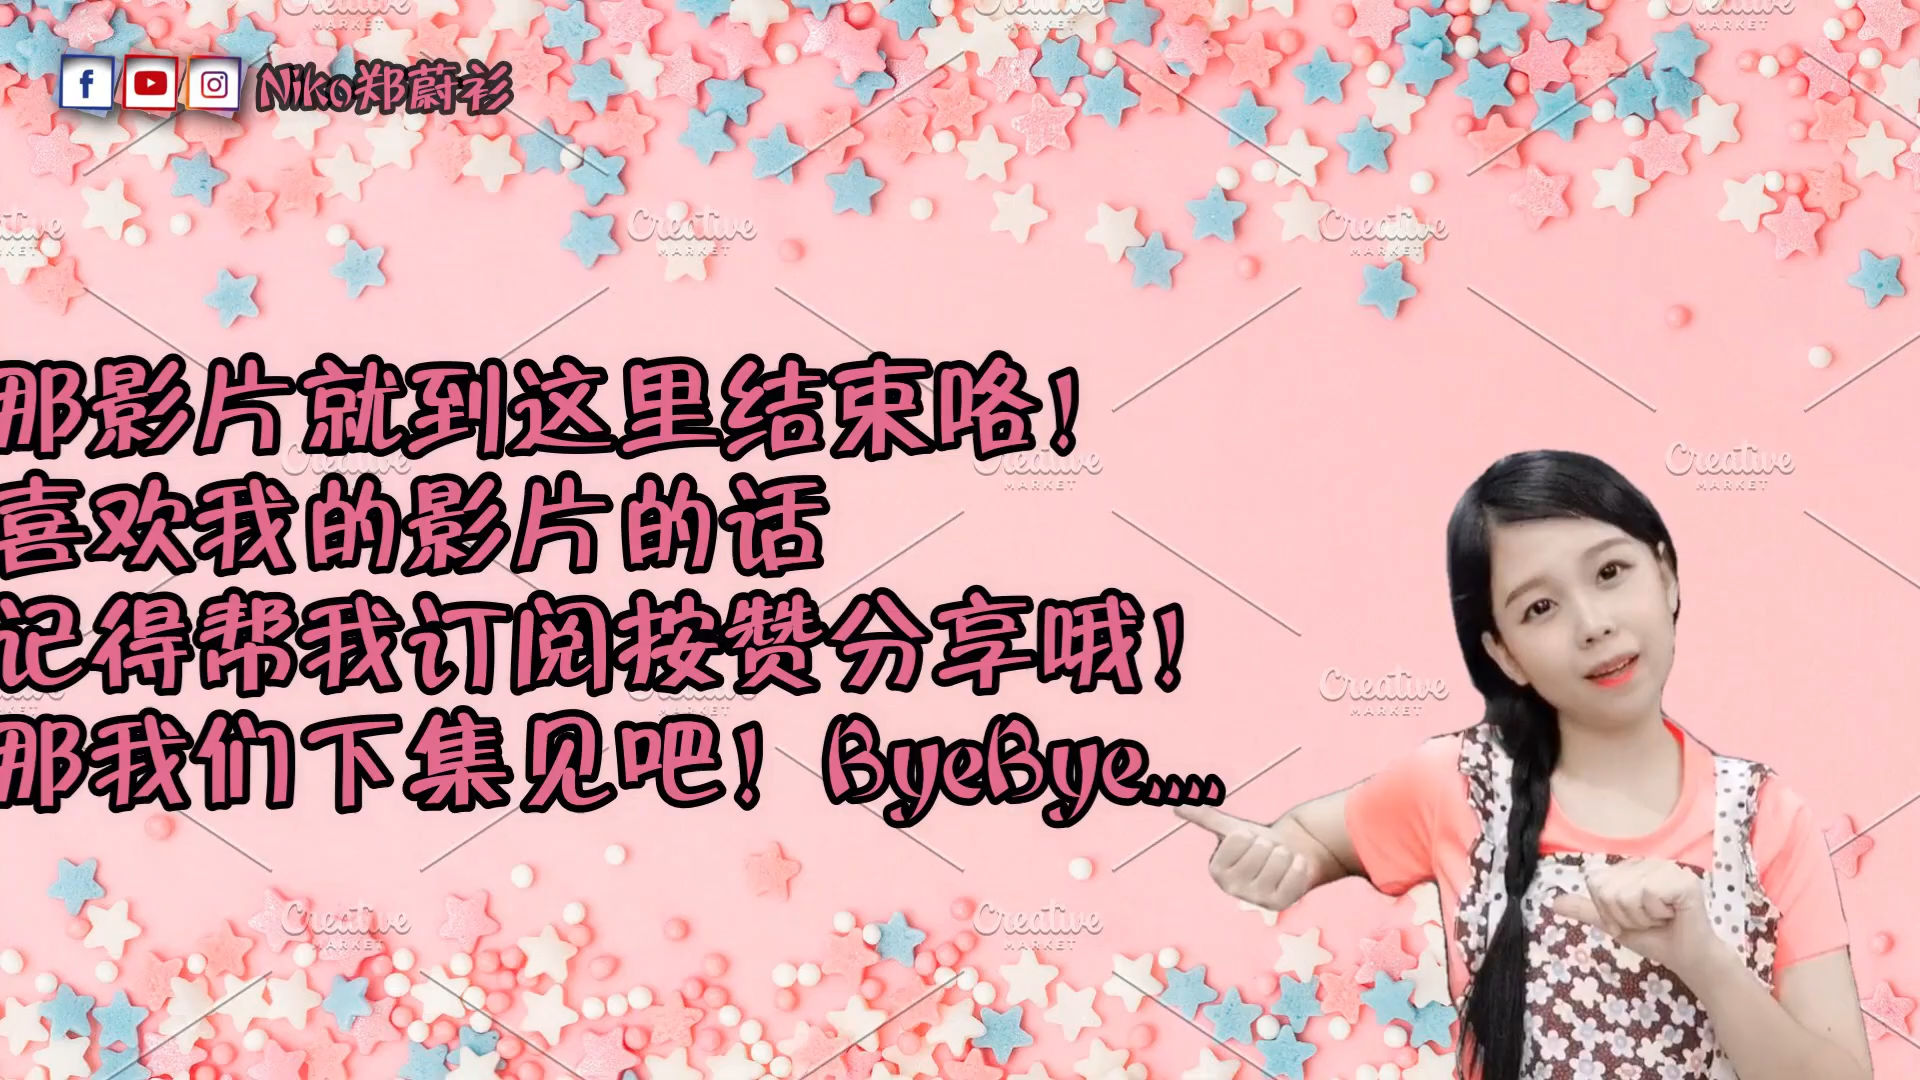 Niko郑蔚衫
那影片就到这里结束咯！
喜欢我的影片的话
记得帮我订阅按赞分享哦！
那我们下集见吧！ByeBye....
Creative
MARKET